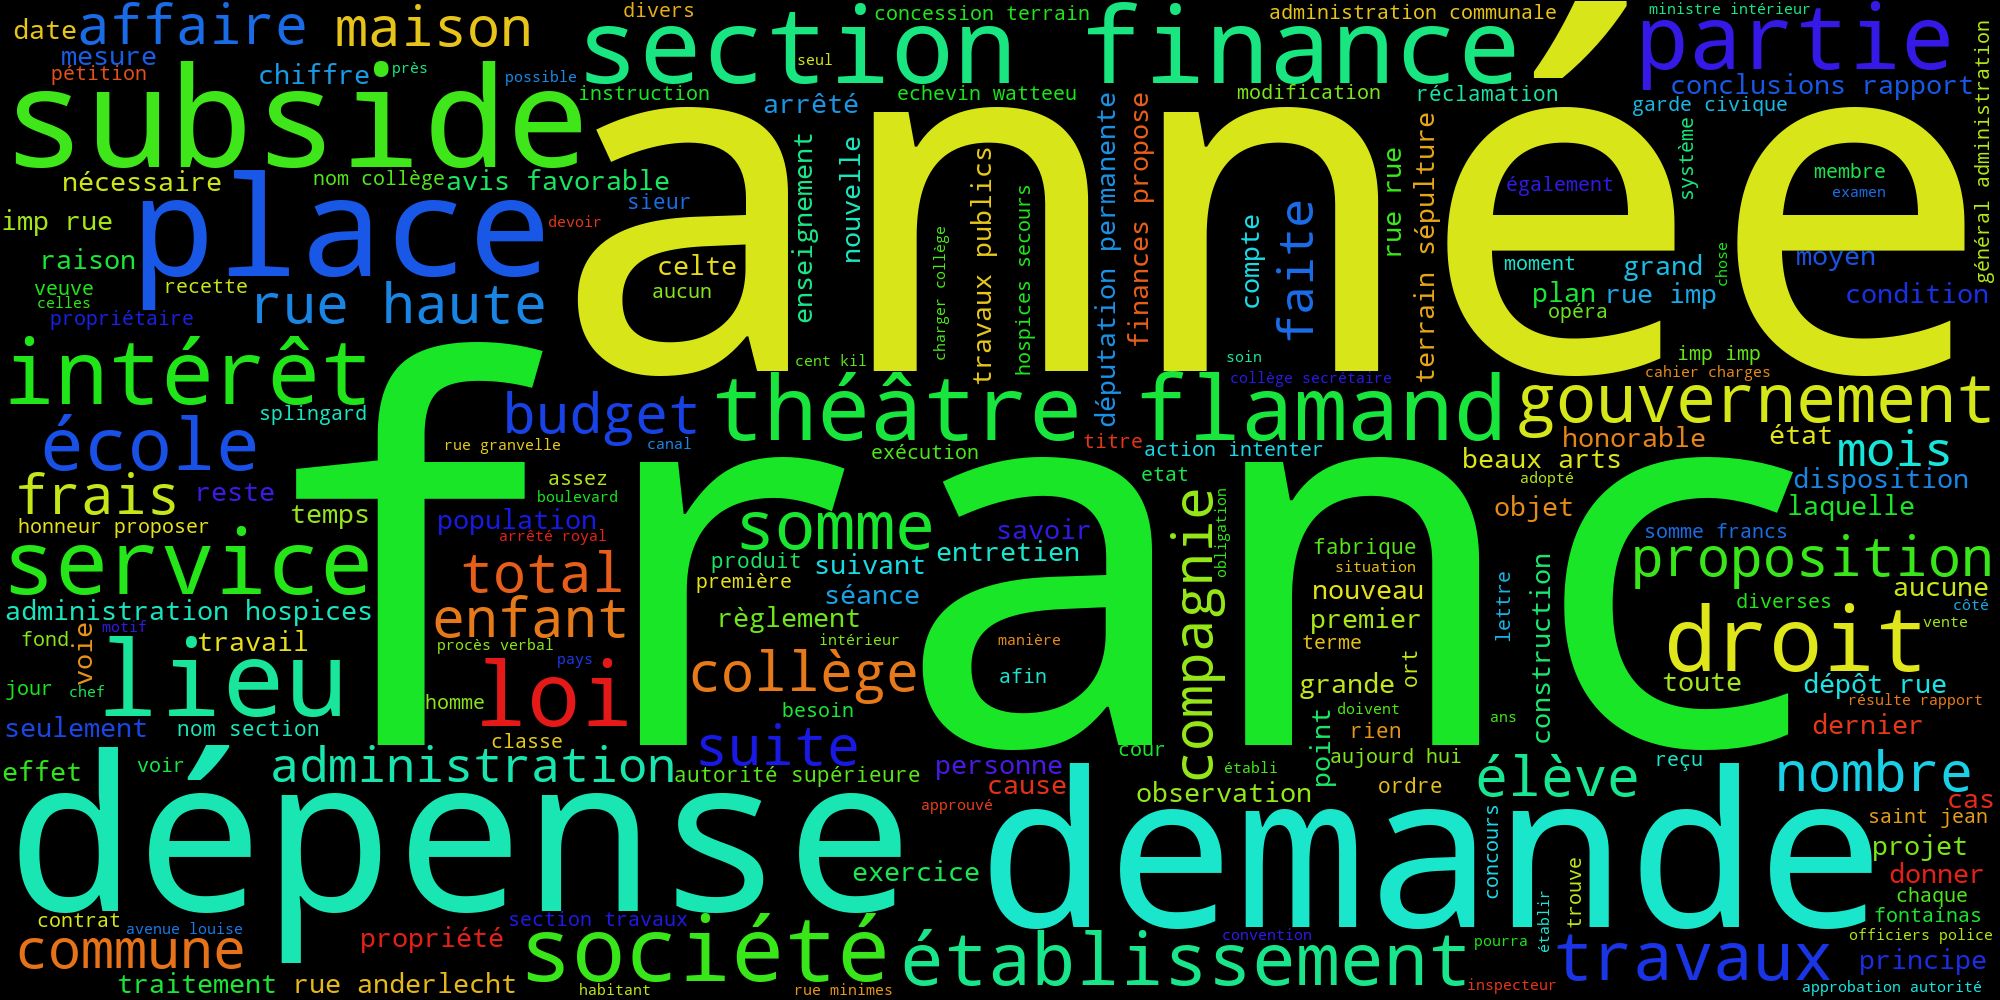 date
affaire
maison
divers
concession terrain
administration communale
ministre intérieur
partie
mesure
pétition
chiffre
près
possible
section finance
seul
conclusions rapport
général administration
subside
instruction
arrêté
echevin watteeu
modification
réclamation
garde civique
année
nécessaire
nom collège
avis favorable
sieur
devoir
place
imp rue
raison
veuve
celles
recette
propriétaire
rue haute
celte
aucun
enseignement
nouvelle
charger collège
travaux publics
hospices secours
députation permanente
finances propose
compte
faite
rue rue
terrain sépulture
également
système
membre
examen
moment
grand
chose
moyen
plan
rue imp
opéra
condition
cent kil
soin
imp imp
cahier charges
collège secrétaire
intérêt
splingard
budget
théâtre flamand
gouvernement
école
rue granvelle
canal
exécution
titre
action intenter
honorable
état
mois
frais
reste
assez
boulevard
etat
beaux arts
adopté
disposition
honneur proposer
temps
population
arrêté royal
somme
savoir
compagnie
obligation
objet
laquelle
franc
service
total
produit
suivant
entretien
première
séance
fabrique
situation
nouveau
somme francs
proposition
aucune
administration hospices
enfant
règlement
intérieur
manière
premier
terme
lettre
construction
diverses
côté
vente
fond
voie
motif
travail
procès verbal
pays
lieu
jour
chef
homme
loi
collège
afin
grande
ort
droit
toute
dépôt rue
résulte rapport
seulement
nom section
classe
besoin
suite
doivent
point
rien
ans
dernier
effet
voir
administration
autorité supérieure
personne
cour
cause
établi
aujourd hui
élève
reçu
nombre
dépense
approuvé
observation
ordre
cas
saint jean
demande
exercice
concours
trouve
établir
projet
donner
chaque
fontainas
contrat
avenue louise
commune
propriété
section travaux
société
établissement
convention
pourra
travaux
officiers police
principe
traitement
rue anderlecht
habitant
rue minimes
inspecteur
approbation autorité